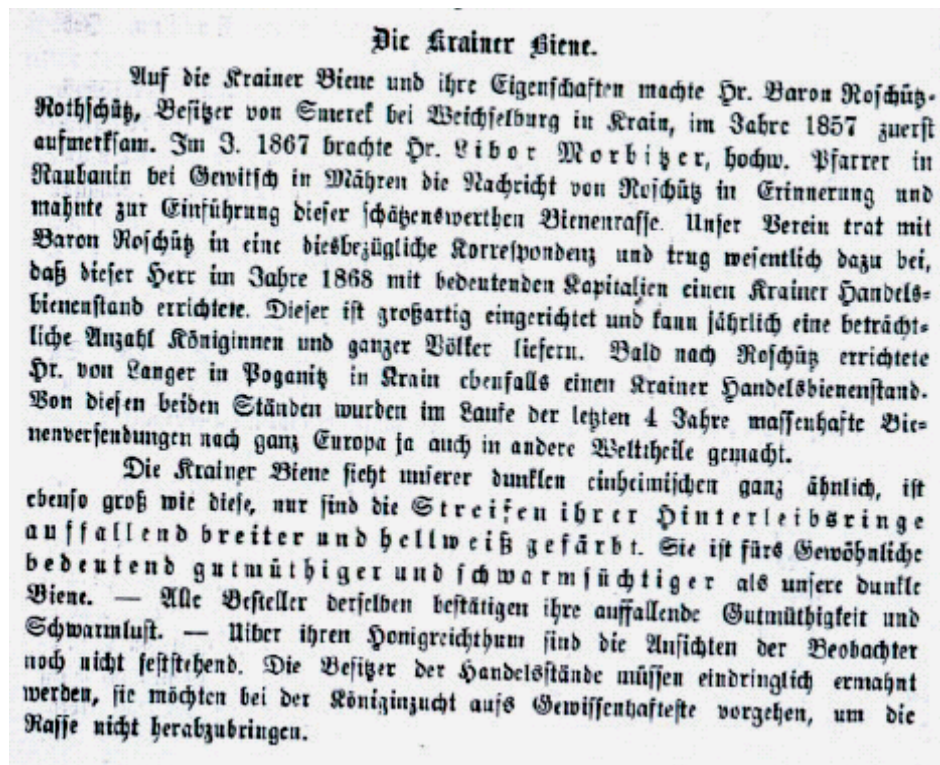 Die Krainer Biene.
Auf die Krainer Biene und ihre Eigenschaften machte Hr. Baron Roschütz-
Rothschütz, Besitzer von Smerek bei Weichselburg in Krain, im Jahre 1857 zuerst
aufmerksam. Im J. 1867 brachte Hr. Libor Morbitzer, hochw. Pfarrer in
Raubanin bei Gewitsch in Mähren die Nachricht von Roschütz in Erinnerung und
mahnte zur Einführung dieser schätzenswerthen Bienenrasse. Unser Verein trat mit
Baron Roschütz in eine diesbezügliche Korrespondenz und trug wesentlich dazu bei,
daß dieser Herr im Jahre 1868 mit bedeutenden Kapitalien einen Krainer Handels-
bienenstand errichtete. Dieser ist großartig eingerichtet und kann jährlich eine beträcht-
liche Anzahl Königinnen und ganzer Völker liefern. Bald nach Roschütz errichtete
Hr. von Langer in Poganitz in Krain ebenfalls einen Krainer Handelsbienenstand.
Von diesen beiden Ständen wurden im Laufe der letzten 4 Jahre massenhafte Bie-
nenversendungen nach ganz Europa ja auch in andere Welttheile gemacht.
Die Krainer Biene sieht unserer dunklen einheimischen ganz ähnlich, ist
ebenso groß wie diese, nur sind die Streifen ihrer Hinterleibsringe
auffallend breiter und hellweiß gefärbt. Sie ist fürs Gewöhnliche
bedeutend gutmüthiger und schwarmsüchtiger als unsere dunkle
Biene. — Alle Besteller derselben bestätigen ihre auffallende Gutmüthigkeit und
Schwarmlust. — Uiber ihren Honigreichthum sind die Ansichten der Beobachter
noch nicht feststehend. Die Besitzer der Handelsstände müssen eindringlich ermahnt
werden, sie möchten bei der Königinzucht aufs Gewissenhafteste vorgehen, um die
Rasse nicht herabzubringen.